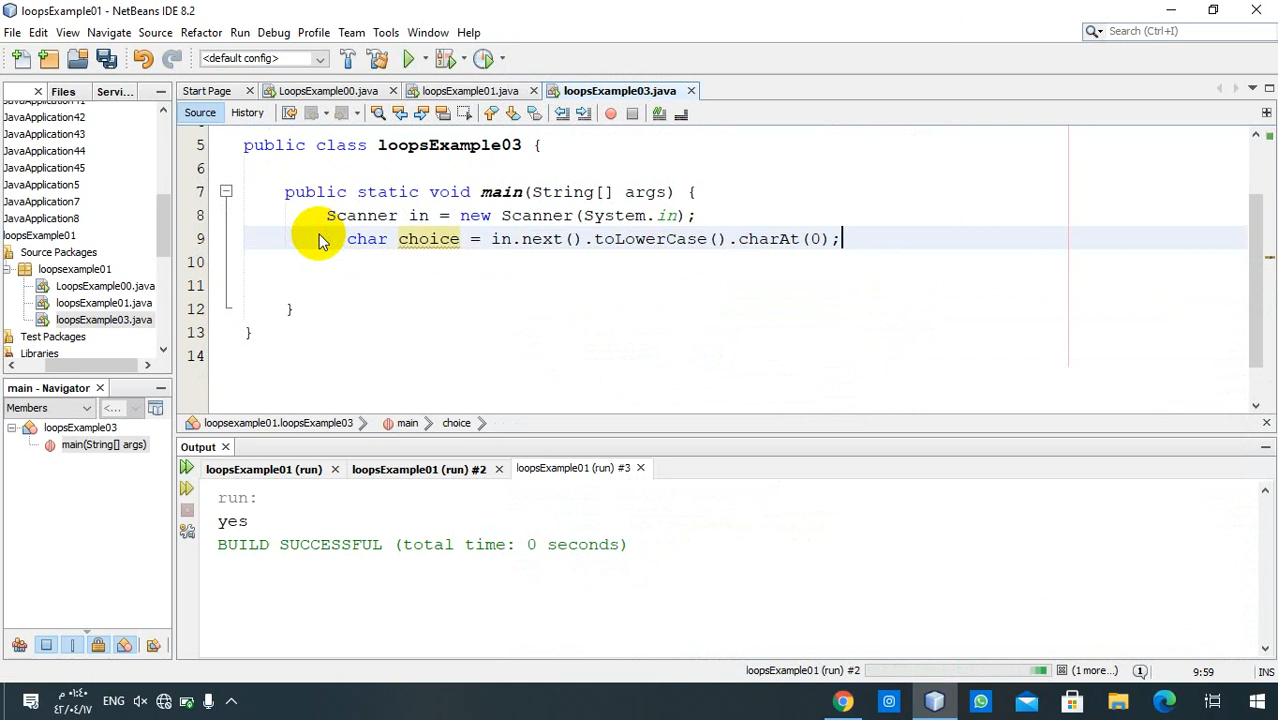 loopsExample01 - NetBeans IDE 8.2
File Edit View Navigate Source Refactor Run Debug Profile Team Tools Window Help
Search (Ctrl+I)
<default config>
Files
Servi...
Start Page
LoopsExample00.java
loopsExample01.java
loopsExample03.java
Source
History
JavaApplication41
JavaApplication42
JavaApplication43
JavaApplication44
JavaApplication45
JavaApplication5
JavaApplication7
JavaApplication8
loopsExample01
Source Packages
loopsexample01
LoopsExample00.java
loopsExample01.java
loopsExample03.java
Test Packages
Libraries
5 public class loopsExample03 {
6
7 public static void main(String[] args) {
8 Scanner in = new Scanner(System.in);
9 char choice = in.next().toLowerCase().charAt(0);
10
11
12 }
13 }
14
main - Navigator
Members
<...
loopsExample03
main(String[] args)
loopsexample01.loopsExample03
main
choice
Output
loopsExample01 (run)
loopsExample01 (run) #2
loopsExample01 (run) #3
run:
yes
BUILD SUCCESSFUL (total time: 0 seconds)
loopsExample01 (run) #2
(1 more...)
1
9:59
INS
ENG